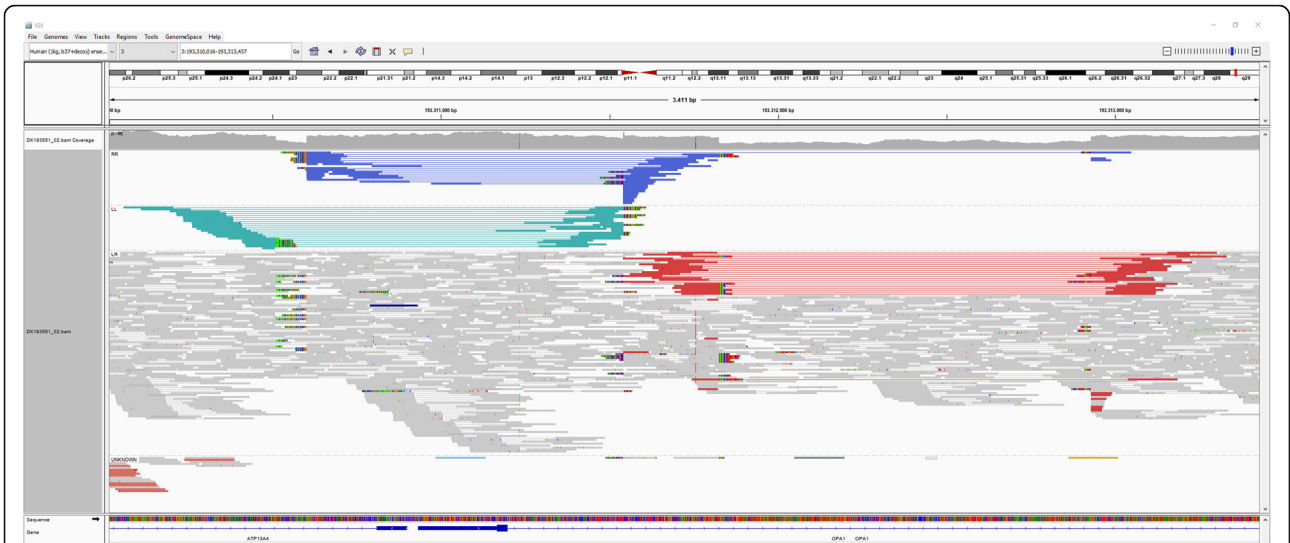 IGV
File Genomes View Tracks Regions Tools GenomeSpace Help
Human (1kg, b37+decoy) ense... 3 3:193,310,016-193,313,437 Go
p26.2 p25.3 p25.1 p24.3 p24.2 p24.1 p23 p22.2 p22.1 p21.31 p21.2 p14.3 p14.2 p14.1 p13 p12.3 p12.2 p12.1 p11.1 q11.2 q12.2 q13.11 q13.13 q13.31 q13.33 q21.2 q22.1 q22.2 q23 q24 q25.1 q25.31 q25.33 q26.1 q26.2 q26.31 q26.32 q27.1 q27.3 q28 q29
3.411 bp
193.311.000 bp 193.312.000 bp 193.313.000 bp
DX193551_02.bam Coverage
RR
LL
LR
DX193551_02.bam
UNKNOWN
Sequence
Gene
ATP13A4 OPA1 OPA1